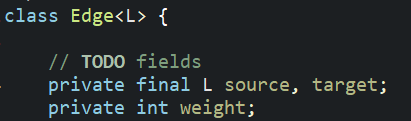 class Edge<L> {
// TODO fields
private final L source, target;
private int weight;